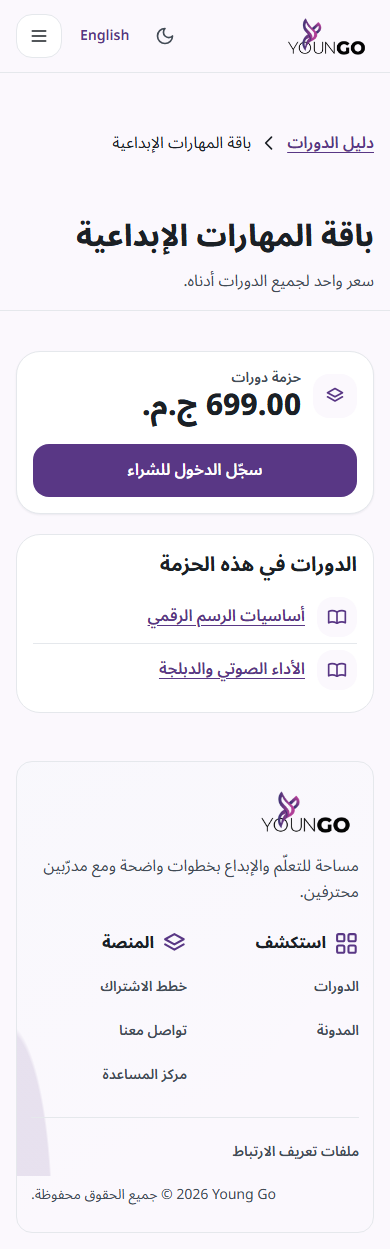 YOUNGO
English
دليل الدورات
باقة المهارات الإبداعية
باقة المهارات الإبداعية
سعر واحد لجميع الدورات أدناه.
حزمة دورات
699.00 ج.م.
سجّل الدخول للشراء
الدورات في هذه الحزمة
أساسيات الرسم الرقمي
الأداء الصوتي والدبلجة
YOUNGO
مساحة للتعلّم والإبداع بخطوات واضحة ومع مدرّبين
محترفين.
استكشف
الدورات
المدونة
المنصة
خطط الاشتراك
تواصل معنا
مركز المساعدة
ملفات تعريف الارتباط
© 2026 Young Go جميع الحقوق محفوظة.